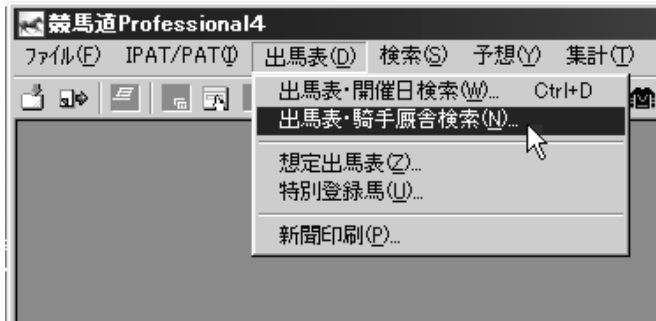 競馬道Professional4
ファイル(F) IPAT/PAT(I) 出馬表(D) 検索(S) 予想(Y) 集計(T)
出馬表・開催日検索(W)... Ctrl+D
出馬表・騎手厩舎検索(N)...
想定出馬表(Z)...
特別登録馬(U)...
新聞印刷(P)...